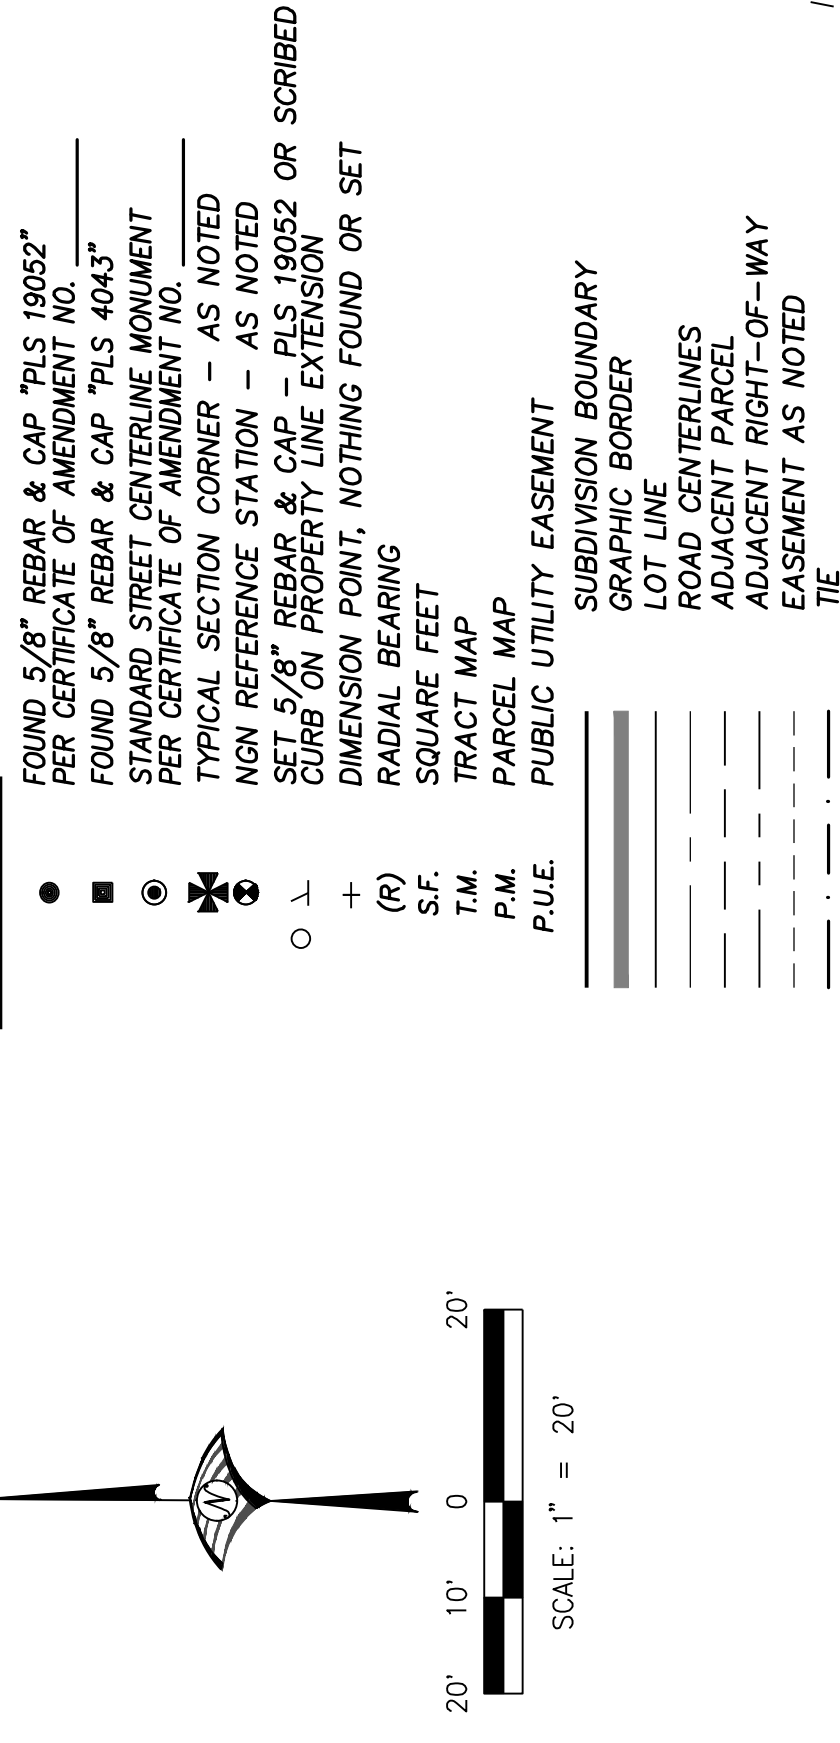 FOUND 5/8" REBAR & CAP "PLS 19052"
PER CERTIFICATE OF AMENDMENT NO. ______
FOUND 5/8" REBAR & CAP "PLS 4043"
STANDARD STREET CENTERLINE MONUMENT
PER CERTIFICATE OF AMENDMENT NO. ______
TYPICAL SECTION CORNER – AS NOTED
NGN REFERENCE STATION – AS NOTED
SET 5/8" REBAR & CAP – PLS 19052 OR SCRIBED
CURB ON PROPERTY LINE EXTENSION
DIMENSION POINT, NOTHING FOUND OR SET
(R) RADIAL BEARING
S.F. SQUARE FEET
T.M. TRACT MAP
P.M. PARCEL MAP
P.U.E. PUBLIC UTILITY EASEMENT
SUBDIVISION BOUNDARY
GRAPHIC BORDER
LOT LINE
ROAD CENTERLINES
ADJACENT PARCEL
ADJACENT RIGHT–OF–WAY
EASEMENT AS NOTED
TIE
N
20' 10' 0 20'
SCALE: 1" = 20'